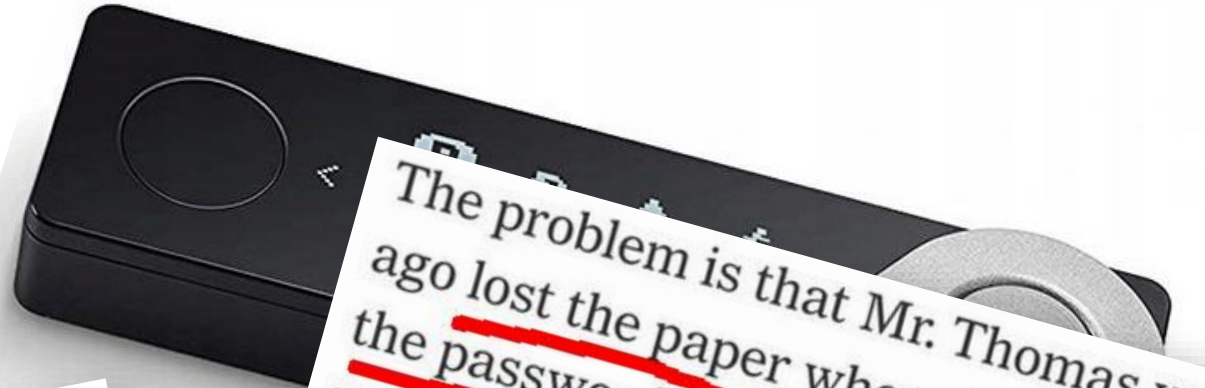 The problem is that Mr. Thomas
ago lost the paper
the